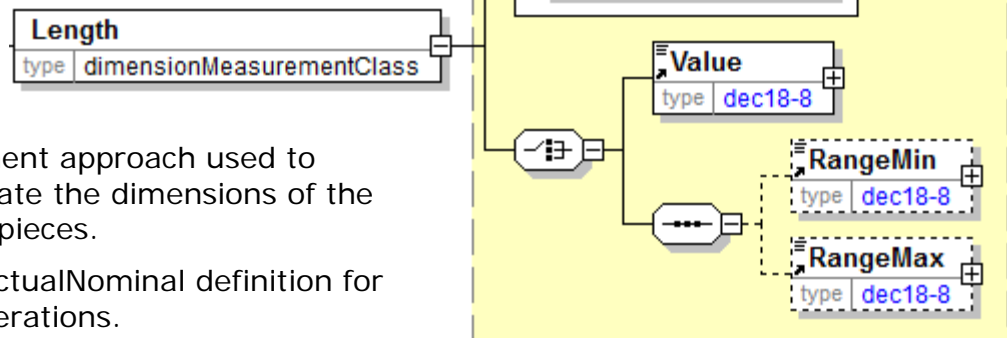 Length
type dimensionMeasurementClass
Value
type dec18-8
RangeMin
type dec18-8
RangeMax
type dec18-8
ent approach used to
ate the dimensions of the
pieces.
ctualNominal definition for
erations.